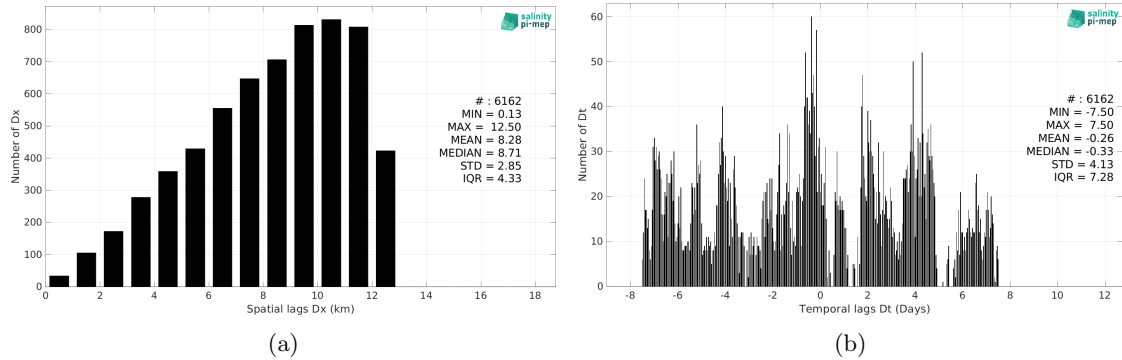 800
700
600
500
400
300
200
100
0
Number of Dx
salinity
pi-mep
# : 6162
MIN = 0.13
MAX = 12.50
MEAN = 8.28
MEDIAN = 8.71
STD = 2.85
IQR = 4.33
0 2 4 6 8 10 12 14 16 18
Spatial lags Dx (km)
(a)
60
50
40
30
20
10
0
Number of Dt
salinity
pi-mep
# : 6162
MIN = -7.50
MAX = 7.50
MEAN = -0.26
MEDIAN = -0.33
STD = 4.13
IQR = 7.28
-8 -6 -4 -2 0 2 4 6 8 10 12
Temporal lags Dt (Days)
(b)